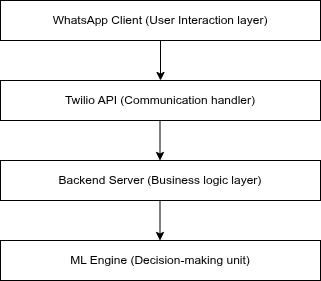 WhatsApp Client (User Interaction layer)
Twilio API (Communication handler)
Backend Server (Business logic layer)
ML Engine (Decision-making unit)